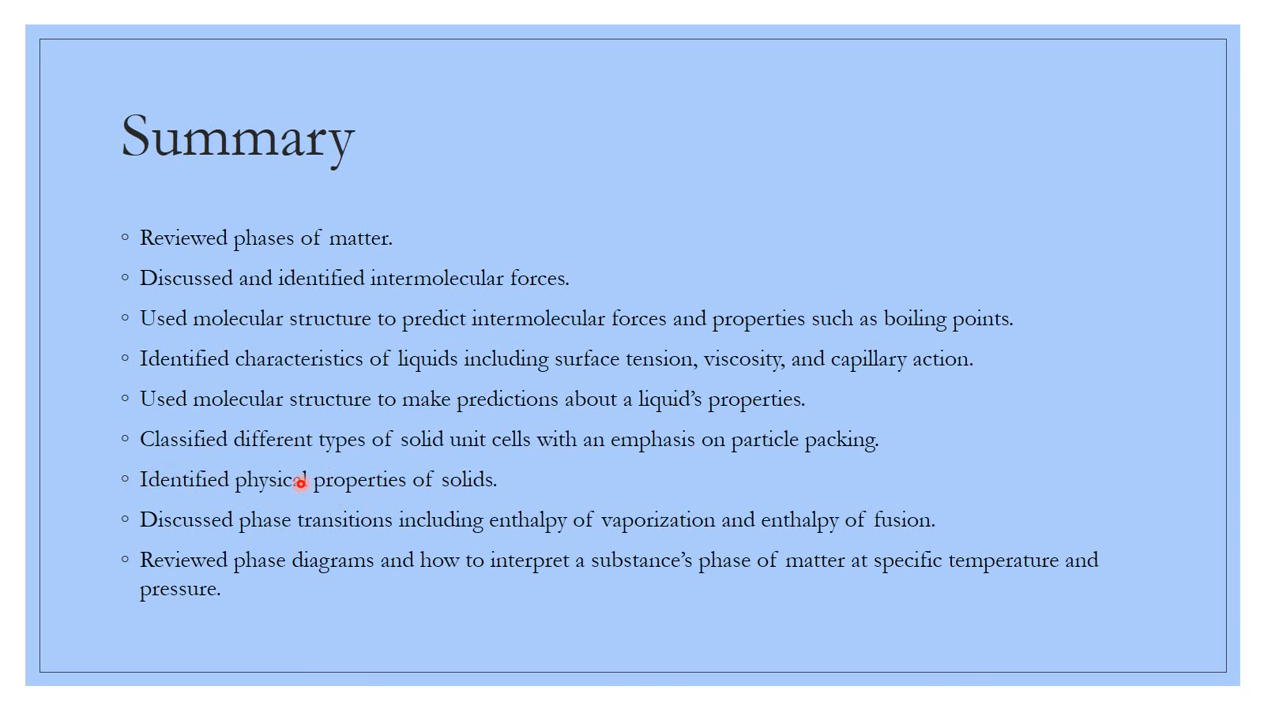 Summary
◦ Reviewed phases of matter.
◦ Discussed and identified intermolecular forces.
◦ Used molecular structure to predict intermolecular forces and properties such as boiling points.
◦ Identified characteristics of liquids including surface tension, viscosity, and capillary action.
◦ Used molecular structure to make predictions about a liquid’s properties.
◦ Classified different types of solid unit cells with an emphasis on particle packing.
◦ Identified physical properties of solids.
◦ Discussed phase transitions including enthalpy of vaporization and enthalpy of fusion.
◦ Reviewed phase diagrams and how to interpret a substance’s phase of matter at specific temperature and
pressure.